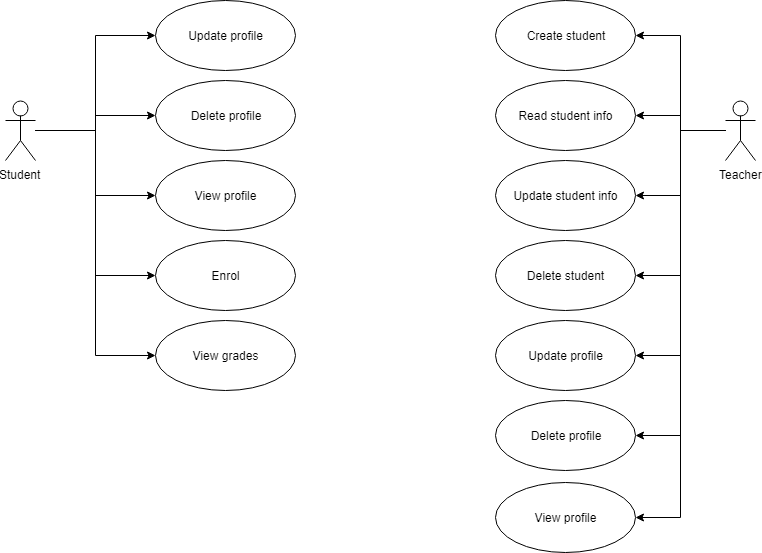 Update profile
Delete profile
View profile
Enrol
View grades
Student
Create student
Read student info
Update student info
Delete student
Update profile
Delete profile
View profile
Teacher